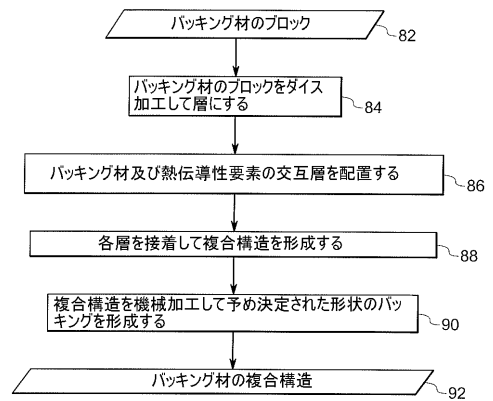 バッキング材のブロック
82
バッキング材のブロックをダイス
加工して層にする
84
バッキング材及び熱伝導性要素の交互層を配置する
86
各層を接着して複合構造を形成する
88
複合構造を機械加工して予め決定された形状のバッ
キングを形成する
90
バッキング材の複合構造
92